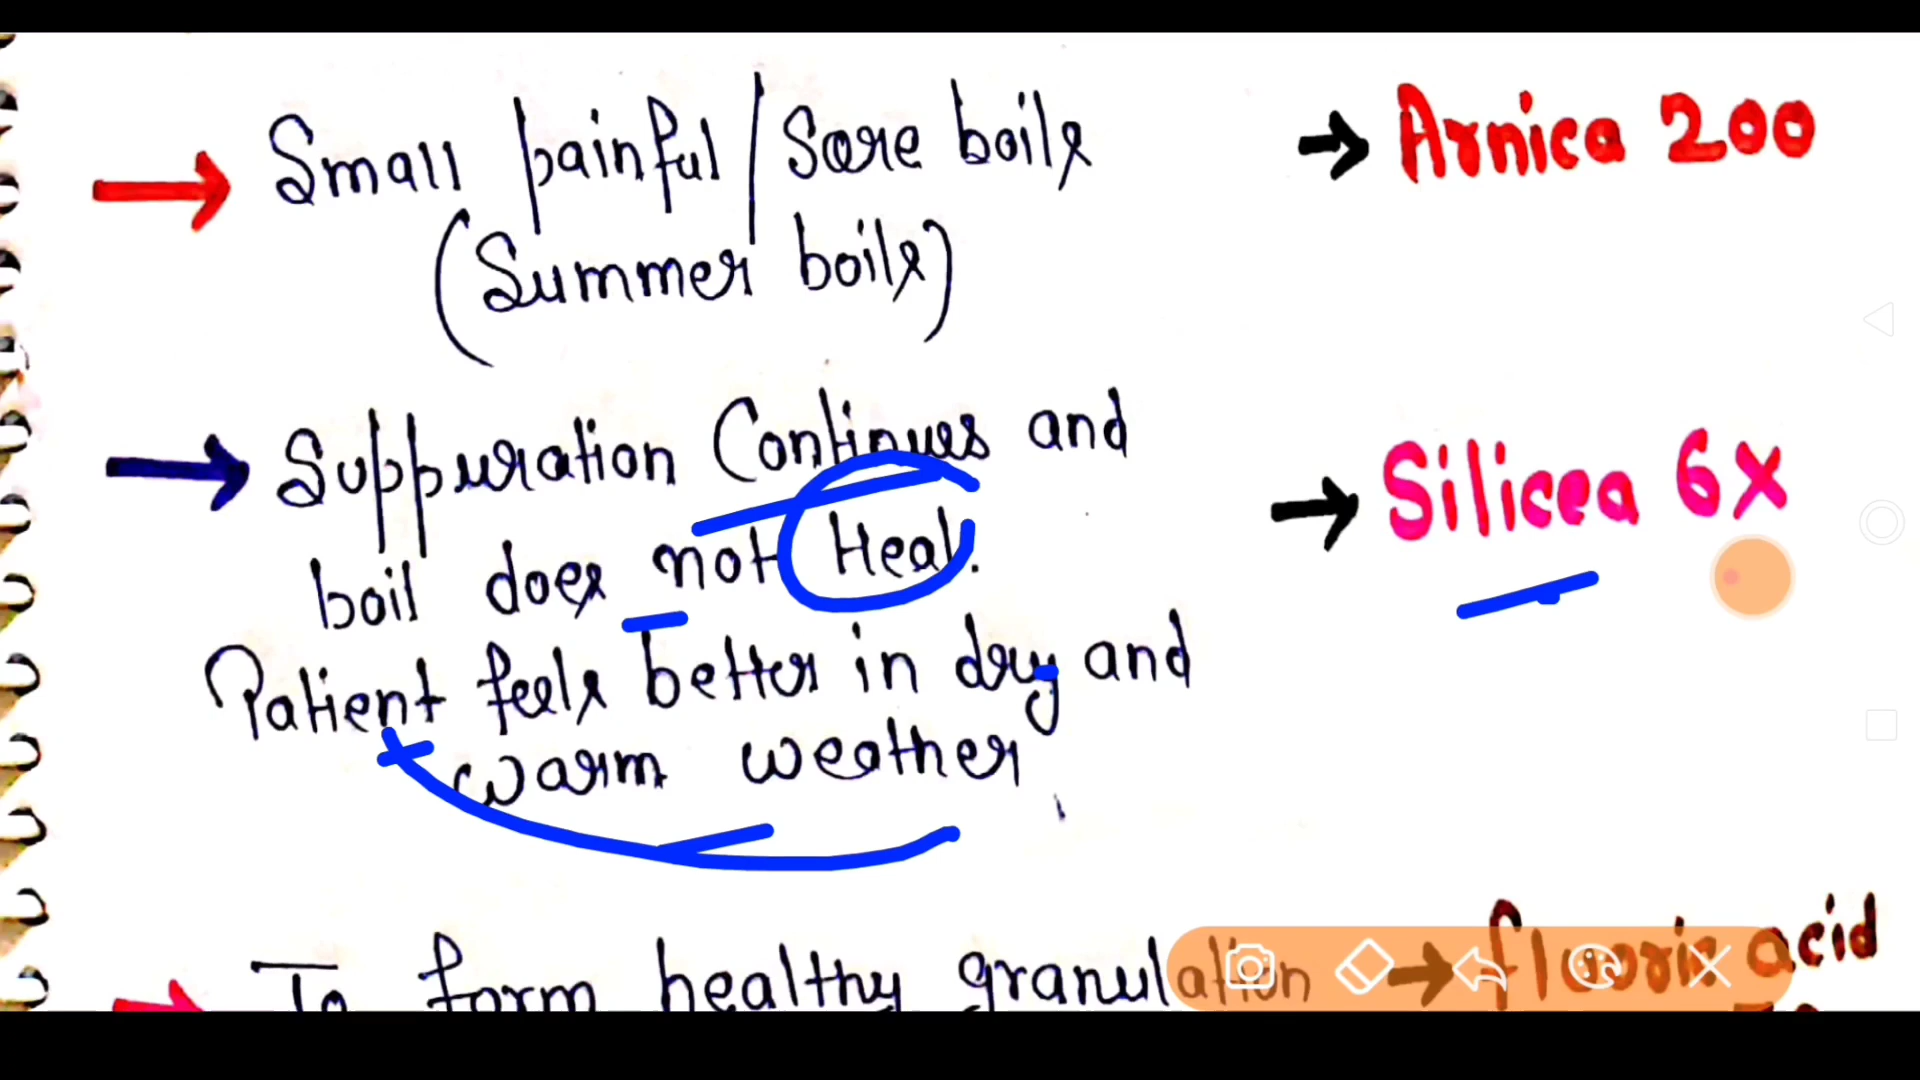 Small painful / Sore boils → Arnica 200
(Summer boils)
Suppuration Continues and
boil does not Heal. → Silicea 6X
Patient feels better in dry and
warm weather
To form healthy granulation → fluoric acid